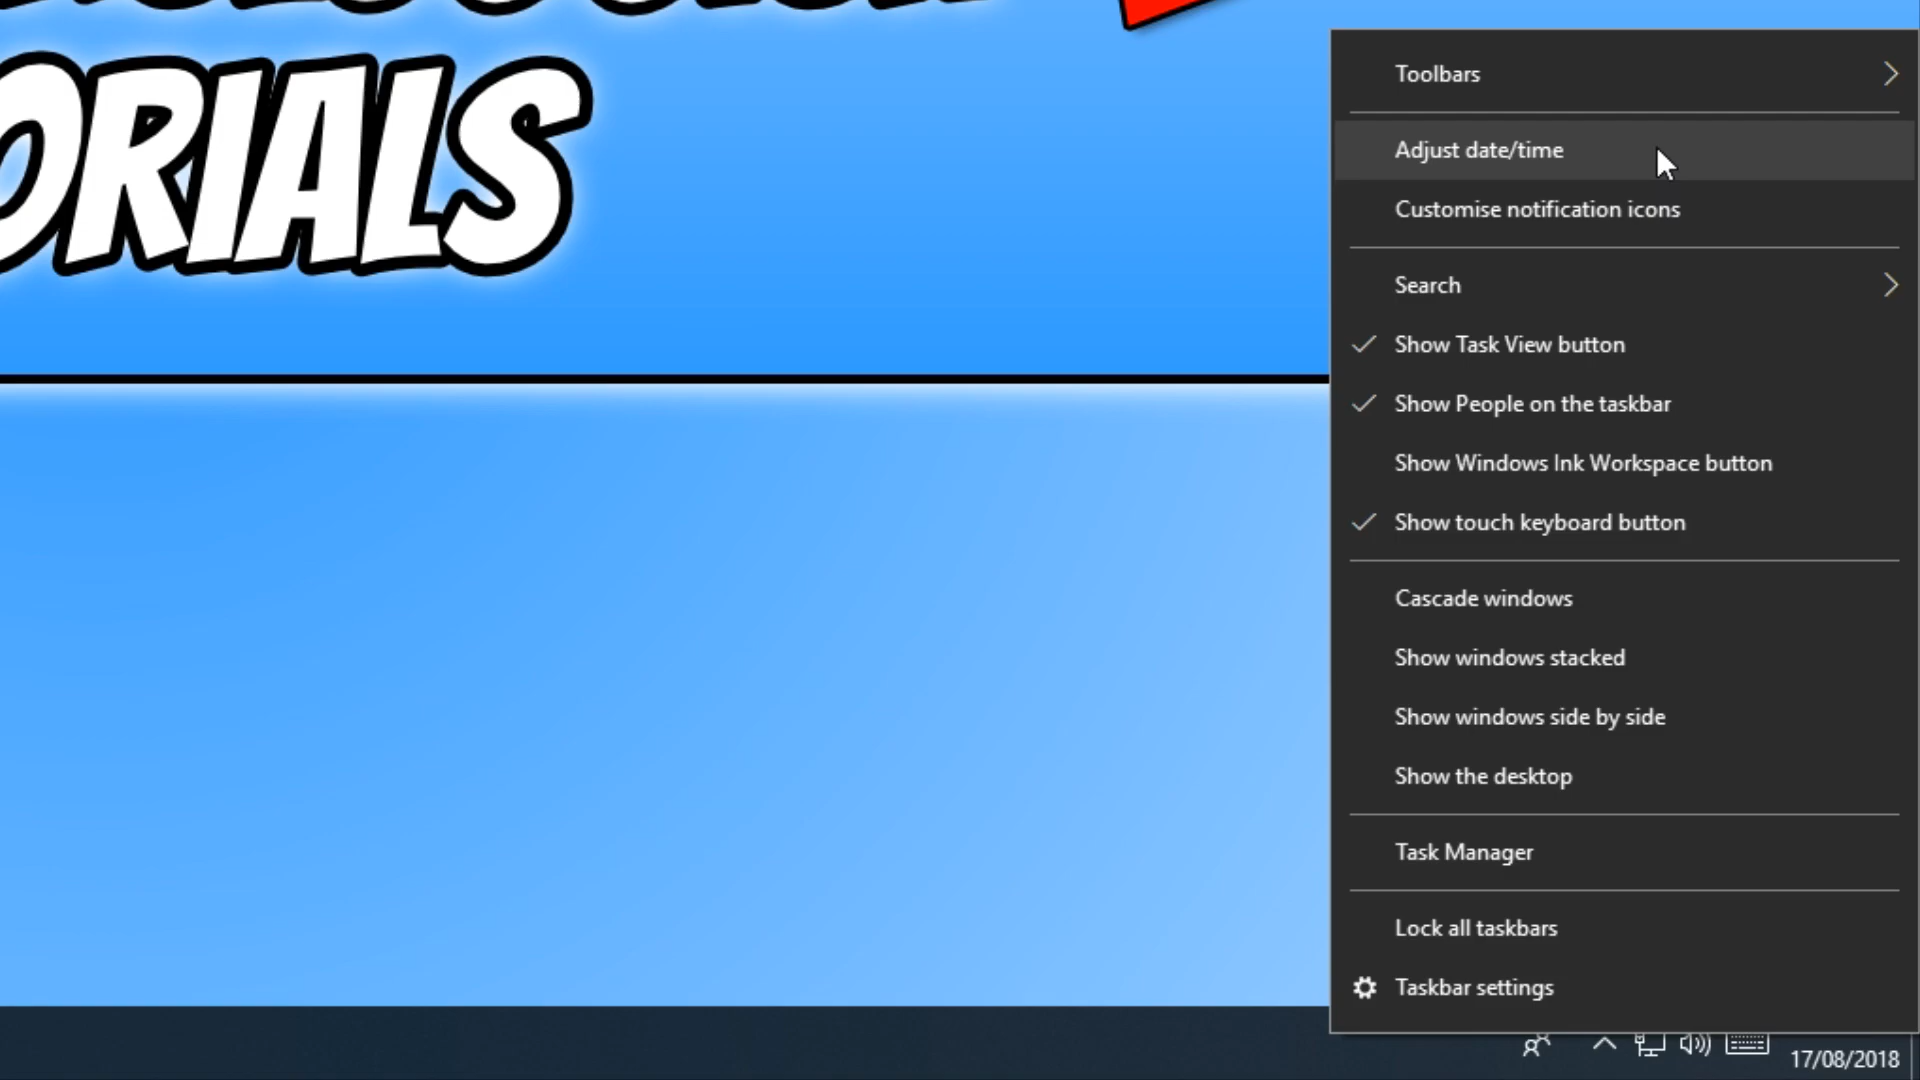 ORIALS
Toolbars
Adjust date/time
Customise notification icons
Search
Show Task View button
Show People on the taskbar
Show Windows Ink Workspace button
Show touch keyboard button
Cascade windows
Show windows stacked
Show windows side by side
Show the desktop
Task Manager
Lock all taskbars
Taskbar settings
17/08/2018